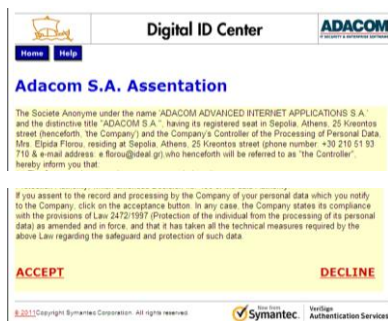 Digital ID Center
ADACOM
Home Help
Adacom S.A. Assentation
The Societe Anonyme under the name 'ADACOM ADVANCED INTERNET APPLICATIONS S.A.'
and the distinctive title "ADACOM S.A.", having its registered seat in Sepolia, Athens, 25 Kreontos
street (henceforth, 'the Company') and the Company's Controller of the Processing of Personal Data,
Mrs. Elpida Florou, residing at Sepolia, Athens, 25 Kreontos street (phone number: +30 210 51 93
710 & e-mail address: e.florou@ideal.gr),who henceforth will be referred to as "the Controller",
hereby inform you that:
If you assent to the record and processing by the Company of your personal data which you notify
to the Company, click on the acceptance button. In any case, the Company states its compliance
with the provisions of Law 2472/1997 (Protection of the individual from the processing of its personal
data) as amended and in force, and that it has taken all the technical measures required by the
above Law regarding the safeguard and protection of such data.
ACCEPT DECLINE
© 2011Copyright Symantec Corporation. All rights reserved.
Symantec.
VeriSign
Authentication Services